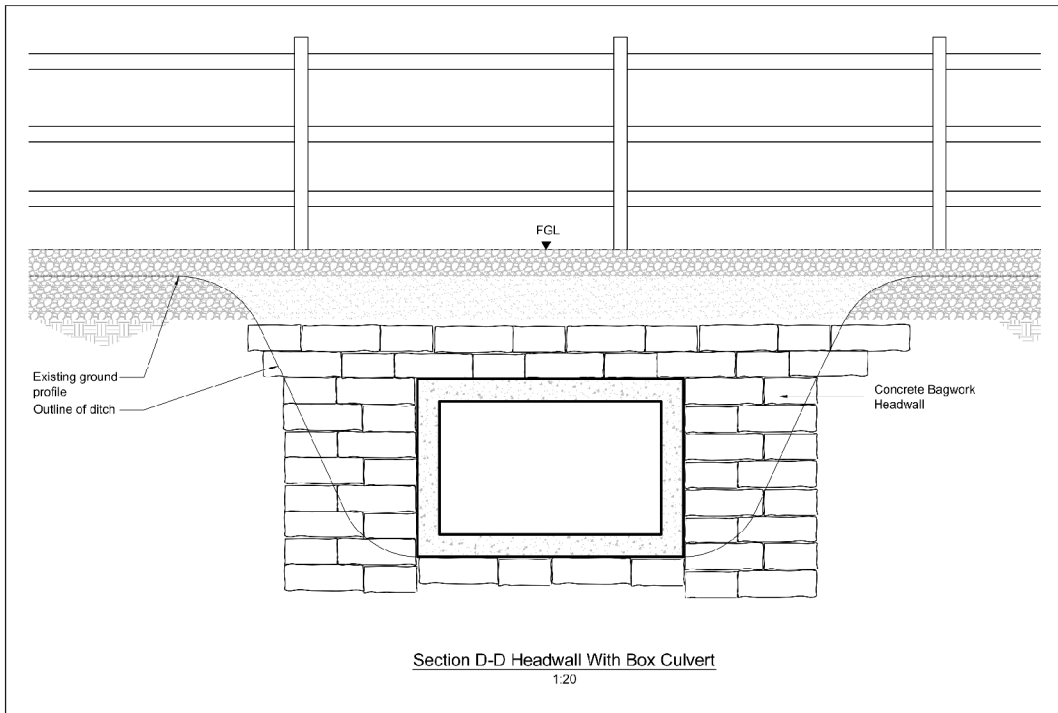 FGL
Existing ground
profile
Outline of ditch
Concrete Bagwork
Headwall
Section D-D Headwall With Box Culvert
1:20